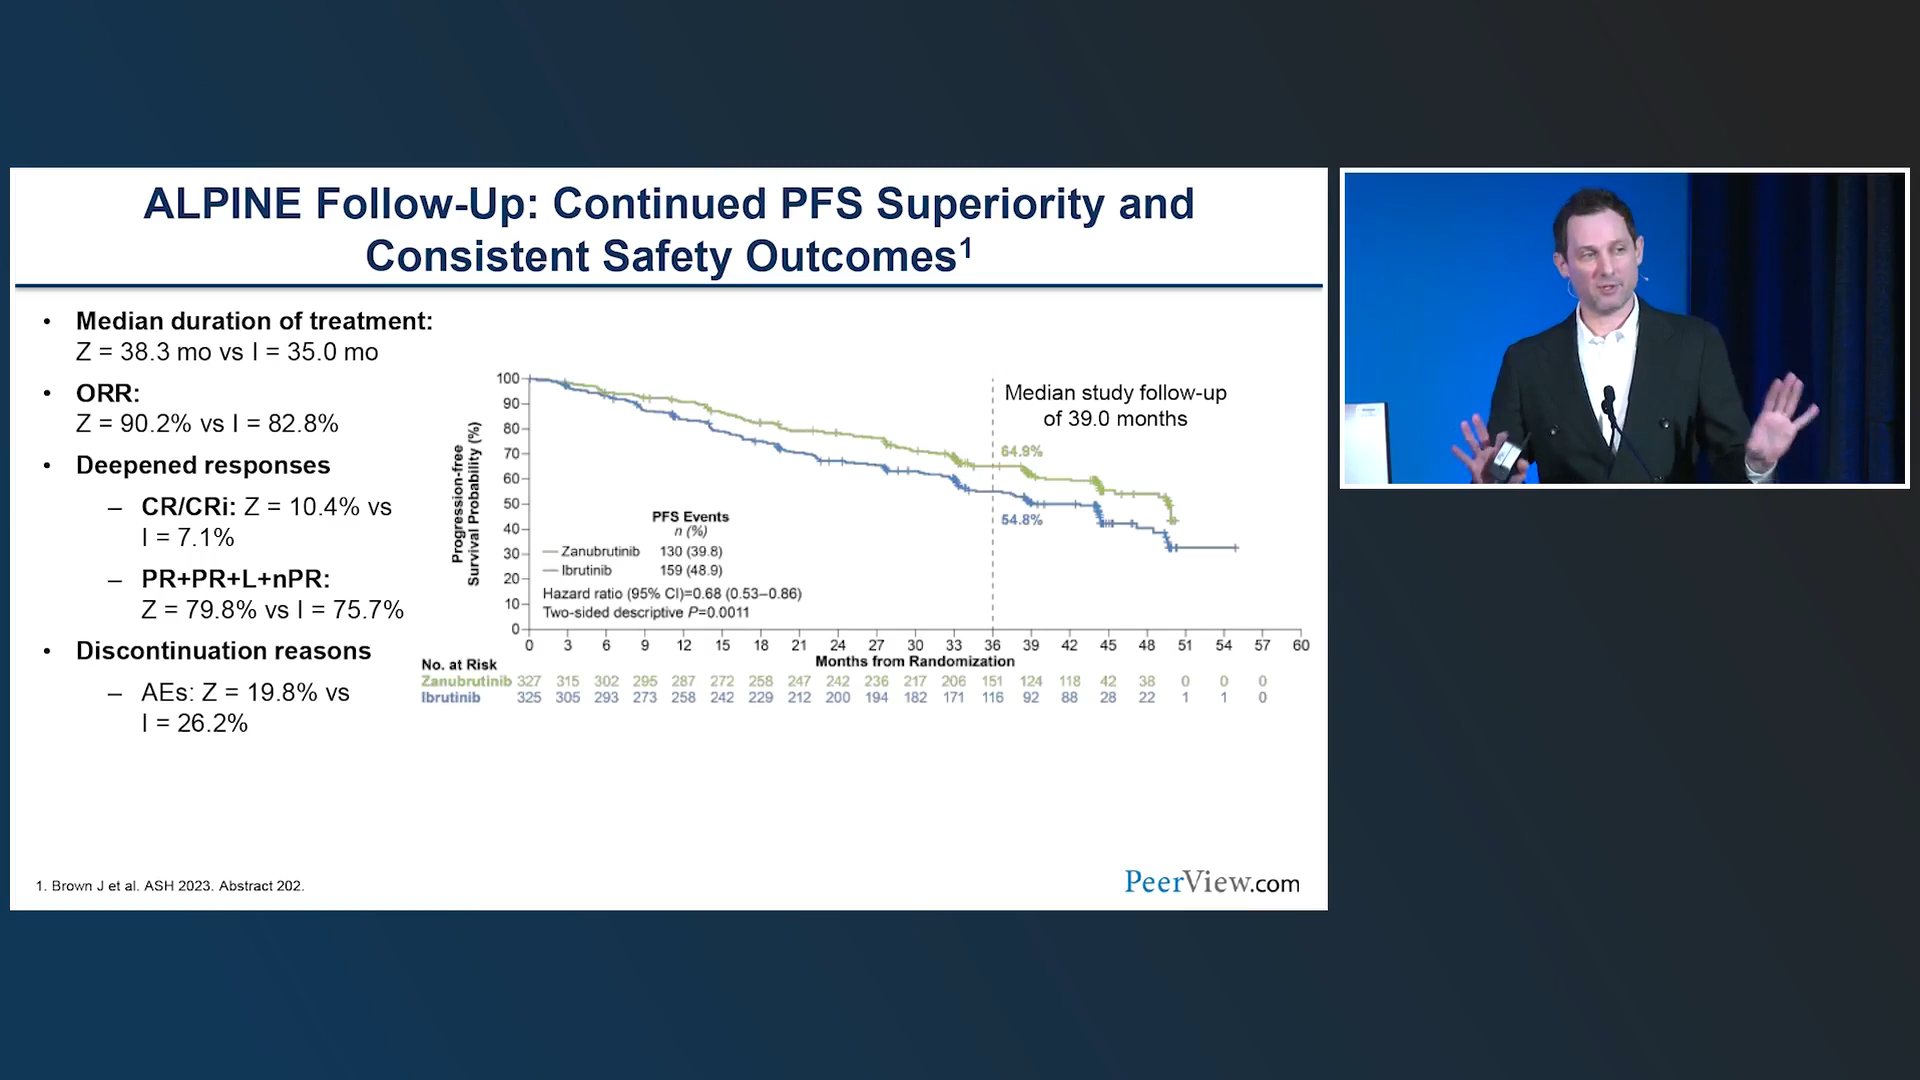 ALPINE Follow-Up: Continued PFS Superiority and
Consistent Safety Outcomes1
• Median duration of treatment:
Z = 38.3 mo vs I = 35.0 mo
• ORR:
Z = 90.2% vs I = 82.8%
• Deepened responses
– CR/CRi: Z = 10.4% vs
I = 7.1%
– PR+PR+L+nPR:
Z = 79.8% vs I = 75.7%
• Discontinuation reasons
– AEs: Z = 19.8% vs
I = 26.2%
Progression-free
Survival Probability (%)
100
90
80
70
60
50
40
30
20
10
0
Median study follow-up
of 39.0 months
64.9%
54.8%
PFS Events
n (%)
Zanubrutinib 130 (39.8)
Ibrutinib 159 (48.9)
Hazard ratio (95% CI)=0.68 (0.53–0.86)
Two-sided descriptive P=0.0011
0 3 6 9 12 15 18 21 24 27 30 33 36 39 42 45 48 51 54 57 60
Months from Randomization
No. at Risk
Zanubrutinib 327 315 302 295 287 272 258 247 242 236 217 206 151 124 118 42 38 0 0 0
Ibrutinib 325 305 293 273 258 242 229 212 200 194 182 171 116 92 88 28 22 1 1 0
1. Brown J et al. ASH 2023. Abstract 202.
PeerView.com